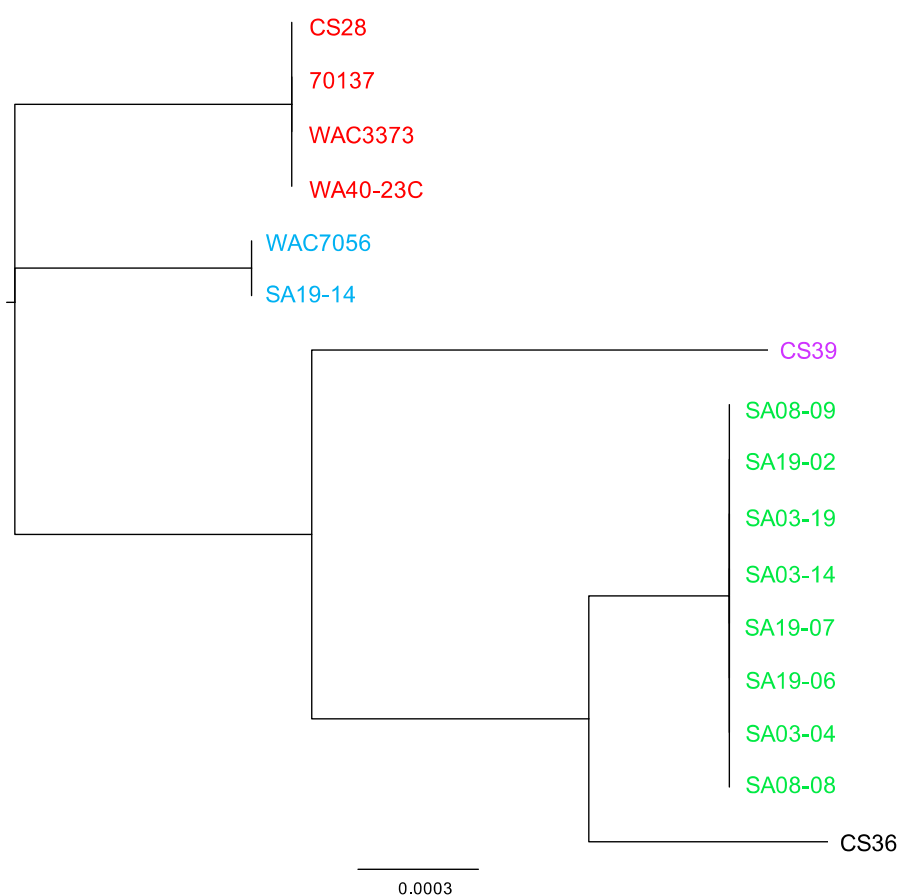 CS28
70137
WAC3373
WA40-23C
WAC7056
SA19-14
CS39
SA08-09
SA19-02
SA03-19
SA03-14
SA19-07
SA19-06
SA03-04
SA08-08
CS36
0.0003